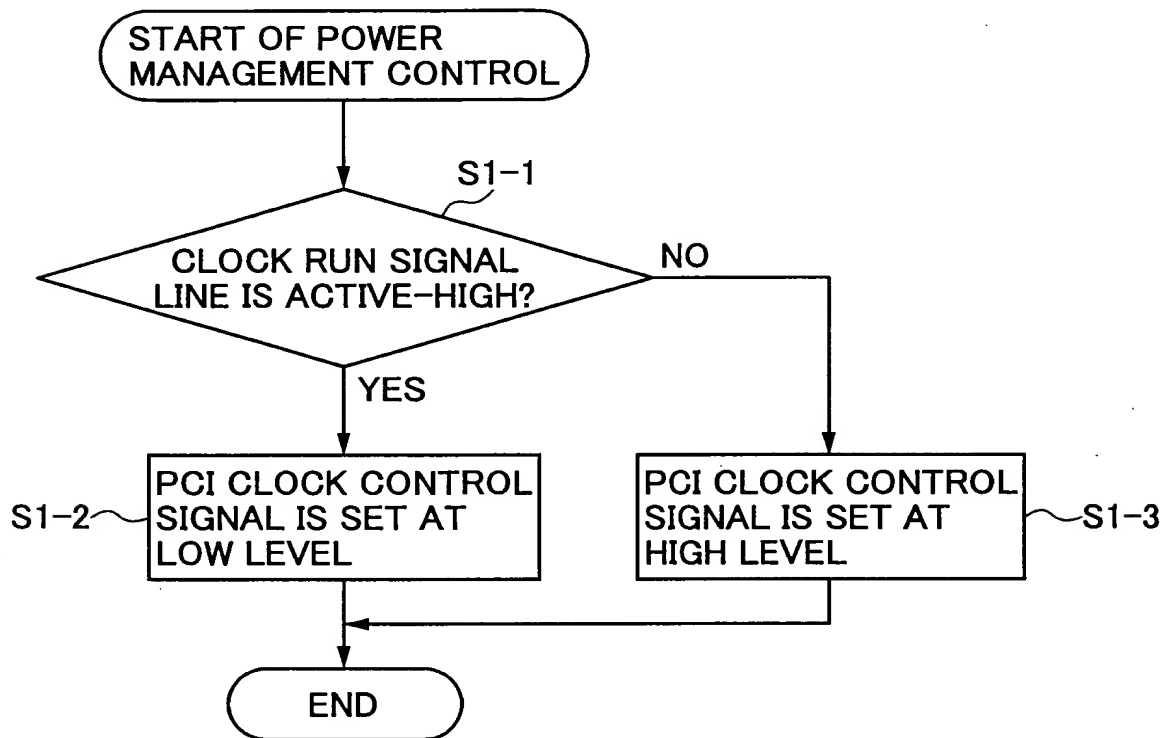 START OF POWER
MANAGEMENT CONTROL
S1-1
CLOCK RUN SIGNAL
LINE IS ACTIVE-HIGH?
NO
YES
S1-2
PCI CLOCK CONTROL
SIGNAL IS SET AT
LOW LEVEL
PCI CLOCK CONTROL
SIGNAL IS SET AT
HIGH LEVEL
S1-3
END